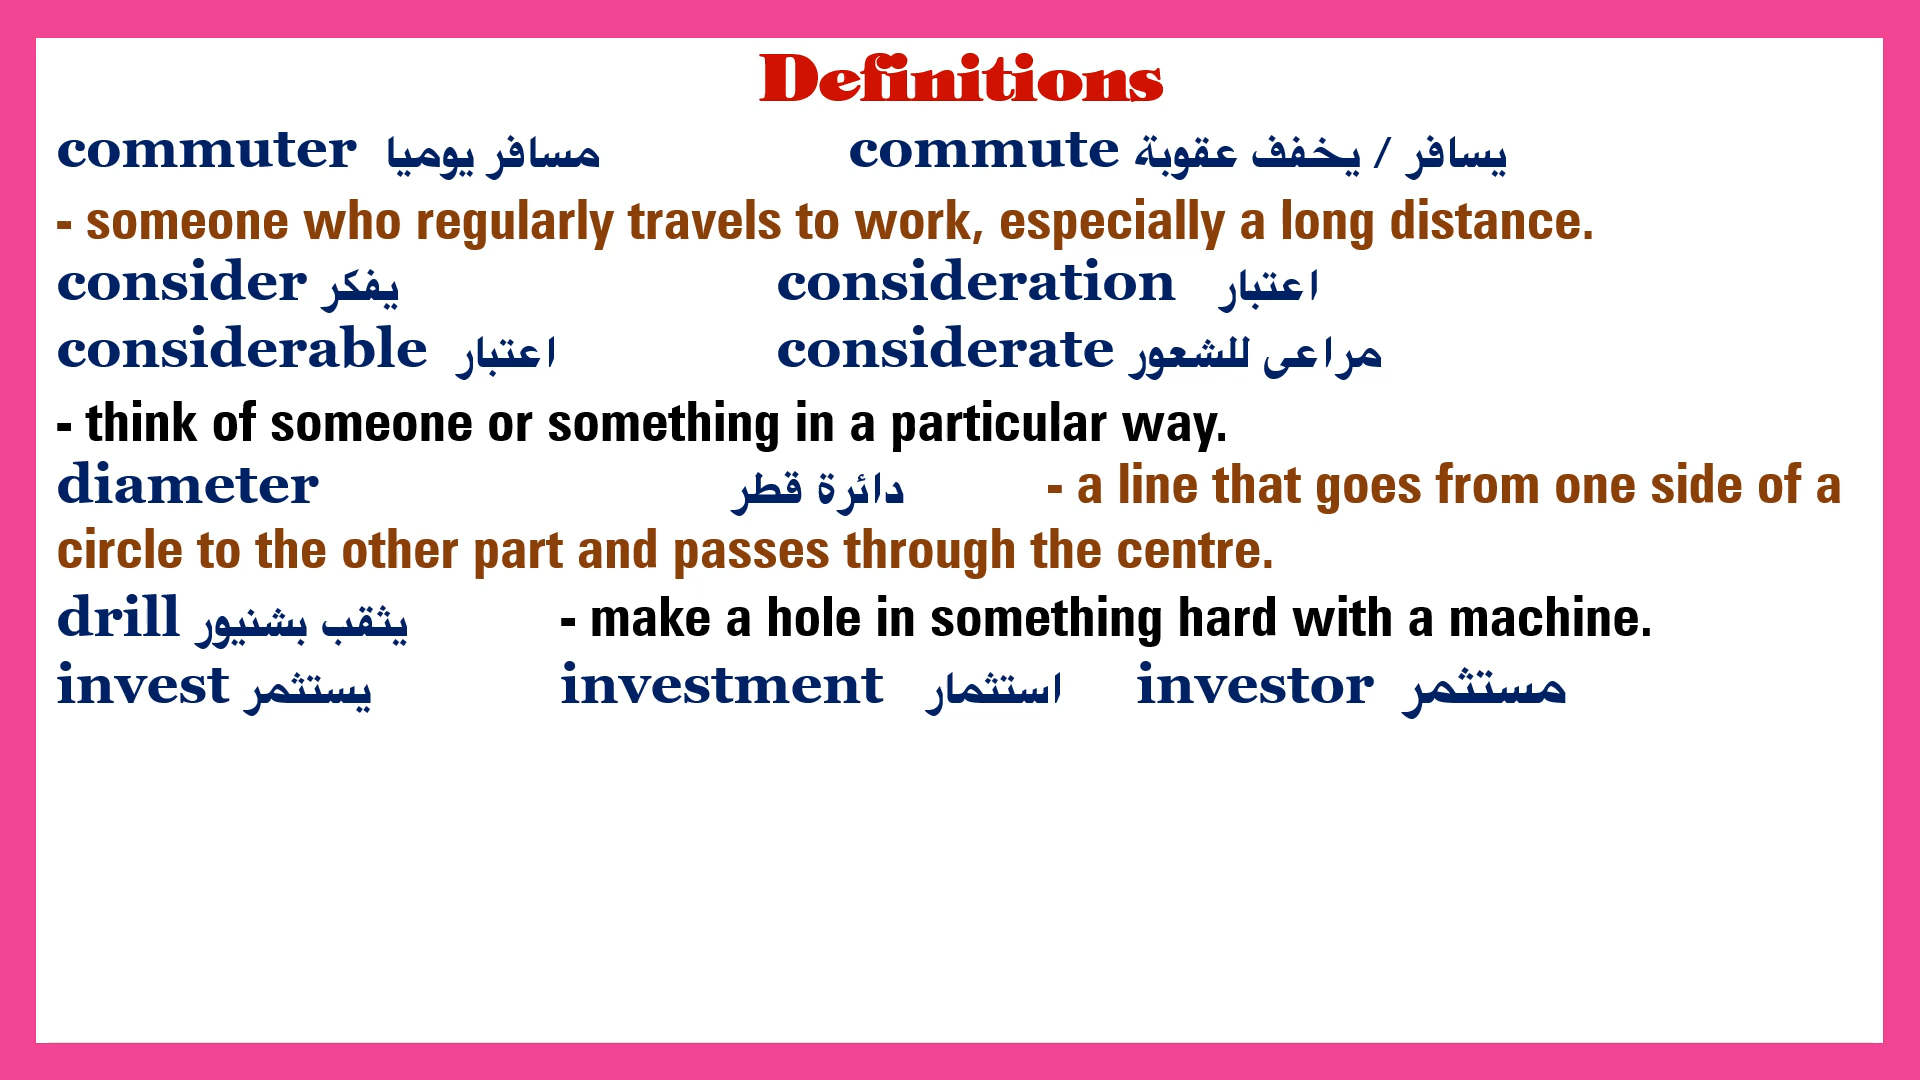 Definitions
commuter مسافر يوميا commute يسافر / يخفف عقوبة
- someone who regularly travels to work, especially a long distance.
consider يفكر consideration اعتبار
considerable اعتبار considerate مراعى للشعور
- think of someone or something in a particular way.
diameter دائرة قطر - a line that goes from one side of a
circle to the other part and passes through the centre.
drill يثقب بشنيور - make a hole in something hard with a machine.
invest يستثمر investment استثمار investor مستثمر